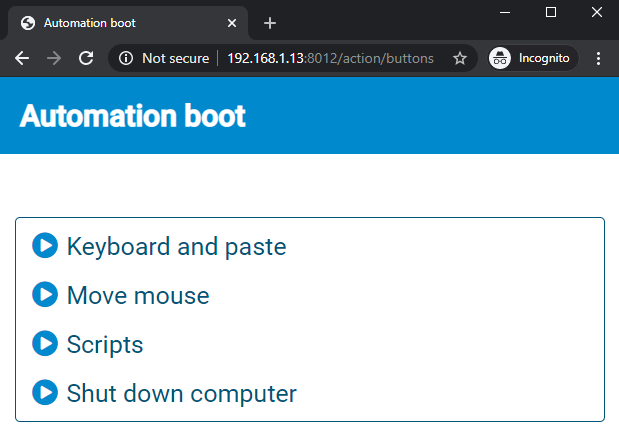 Automation boot
Not secure 192.168.1.13:8012/action/buttons Incognito
Automation boot
Keyboard and paste
Move mouse
Scripts
Shut down computer